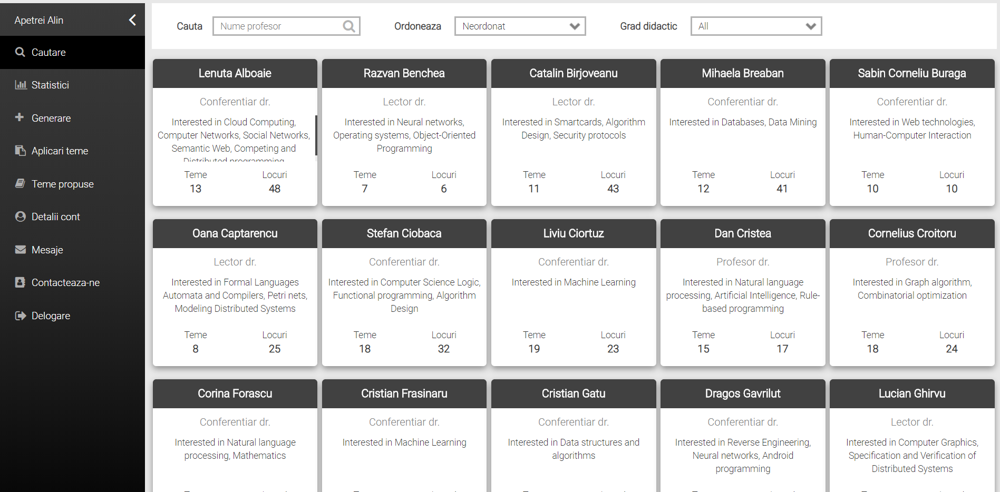 Apetrei Alin
Cautare
Statistici
Generare
Aplicari teme
Teme propuse
Detalii cont
Mesaje
Contacteaza-ne
Delogare
Cauta
Nume profesor
Ordoneaza
Neordonat
Grad didactic
All
Lenuta Alboaie
Conferentiar dr.
Interested in Cloud Computing,
Computer Networks, Social Networks,
Semantic Web, Competing and
Distributed programming
Teme Locuri
13 48
Razvan Benchea
Lector dr.
Interested in Neural networks,
Operating systems, Object-Oriented
Programming
Teme Locuri
7 6
Catalin Birjoveanu
Lector dr.
Interested in Smartcards, Algorithm
Design, Security protocols
Teme Locuri
11 43
Mihaela Breaban
Conferentiar dr.
Interested in Databases, Data Mining
Teme Locuri
12 41
Sabin Corneliu Buraga
Conferentiar dr.
Interested in Web technologies,
Human-Computer Interaction
Teme Locuri
10 10
Oana Captarencu
Lector dr.
Interested in Formal Languages
Automata and Compilers, Petri nets,
Modeling Distributed Systems
Teme Locuri
8 25
Stefan Ciobaca
Conferentiar dr.
Interested in Computer Science Logic,
Functional programming, Algorithm
Design
Teme Locuri
18 32
Liviu Ciortuz
Conferentiar dr.
Interested in Machine Learning
Teme Locuri
19 23
Dan Cristea
Profesor dr.
Interested in Natural language
processing, Artificial Intelligence, Rule-
based programming
Teme Locuri
15 17
Cornelius Croitoru
Profesor dr.
Interested in Graph algorithm,
Combinatorial optimization
Teme Locuri
18 24
Corina Forascu
Conferentiar dr.
Interested in Natural language
processing, Mathematics
Cristian Frasinaru
Conferentiar dr.
Interested in Machine Learning
Cristian Gatu
Conferentiar dr.
Interested in Data structures and
algorithms
Dragos Gavrilut
Conferentiar dr.
Interested in Reverse Engineering,
Neural networks, Android
programming
Lucian Ghirvu
Lector dr.
Interested in Computer Graphics,
Specification and Verification of
Distributed Systems